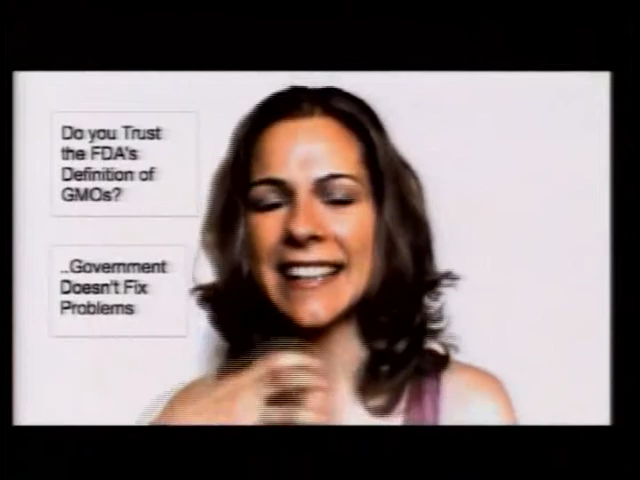 Do you Trust
the FDA's
Definition of
GMOs?
..Government
Doesn't Fix
Problems